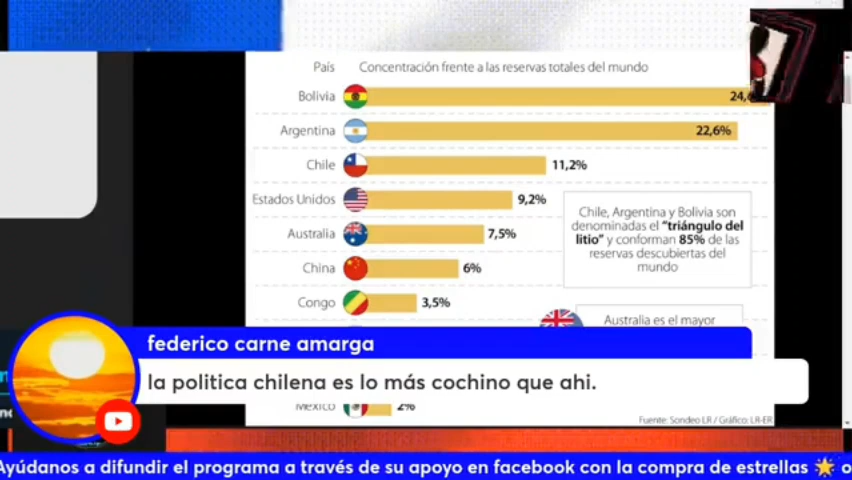 País Concentración frente a las reservas totales del mundo
Bolivia 24,
Argentina 22,6%
Chile 11,2%
Estados Unidos 9,2%
Australia 7,5%
China 6%
Congo 3,5%
Chile, Argentina y Bolivia son
denominadas el "triángulo del
litio" y conforman 85% de las
reservas descubiertas del
mundo
Australia es el mayor
federico carne amarga
la politica chilena es lo más cochino que ahi.
México 2%
Fuente: Sondeo LR / Gráfico: LR-ER
Ayúdanos a difundir el programa a través de su apoyo en facebook con la compra de estrellas 🌟 o